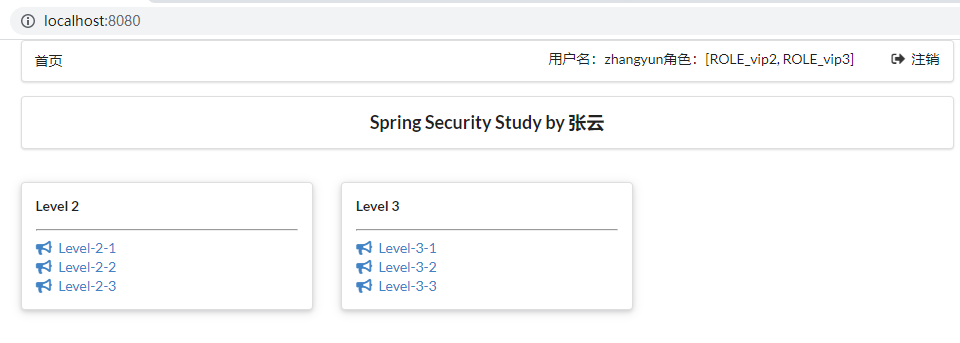 localhost:8080
首页 用户名：zhangyun角色：[ROLE_vip2, ROLE_vip3] 注销
Spring Security Study by 张云
Level 2
Level-2-1
Level-2-2
Level-2-3
Level 3
Level-3-1
Level-3-2
Level-3-3